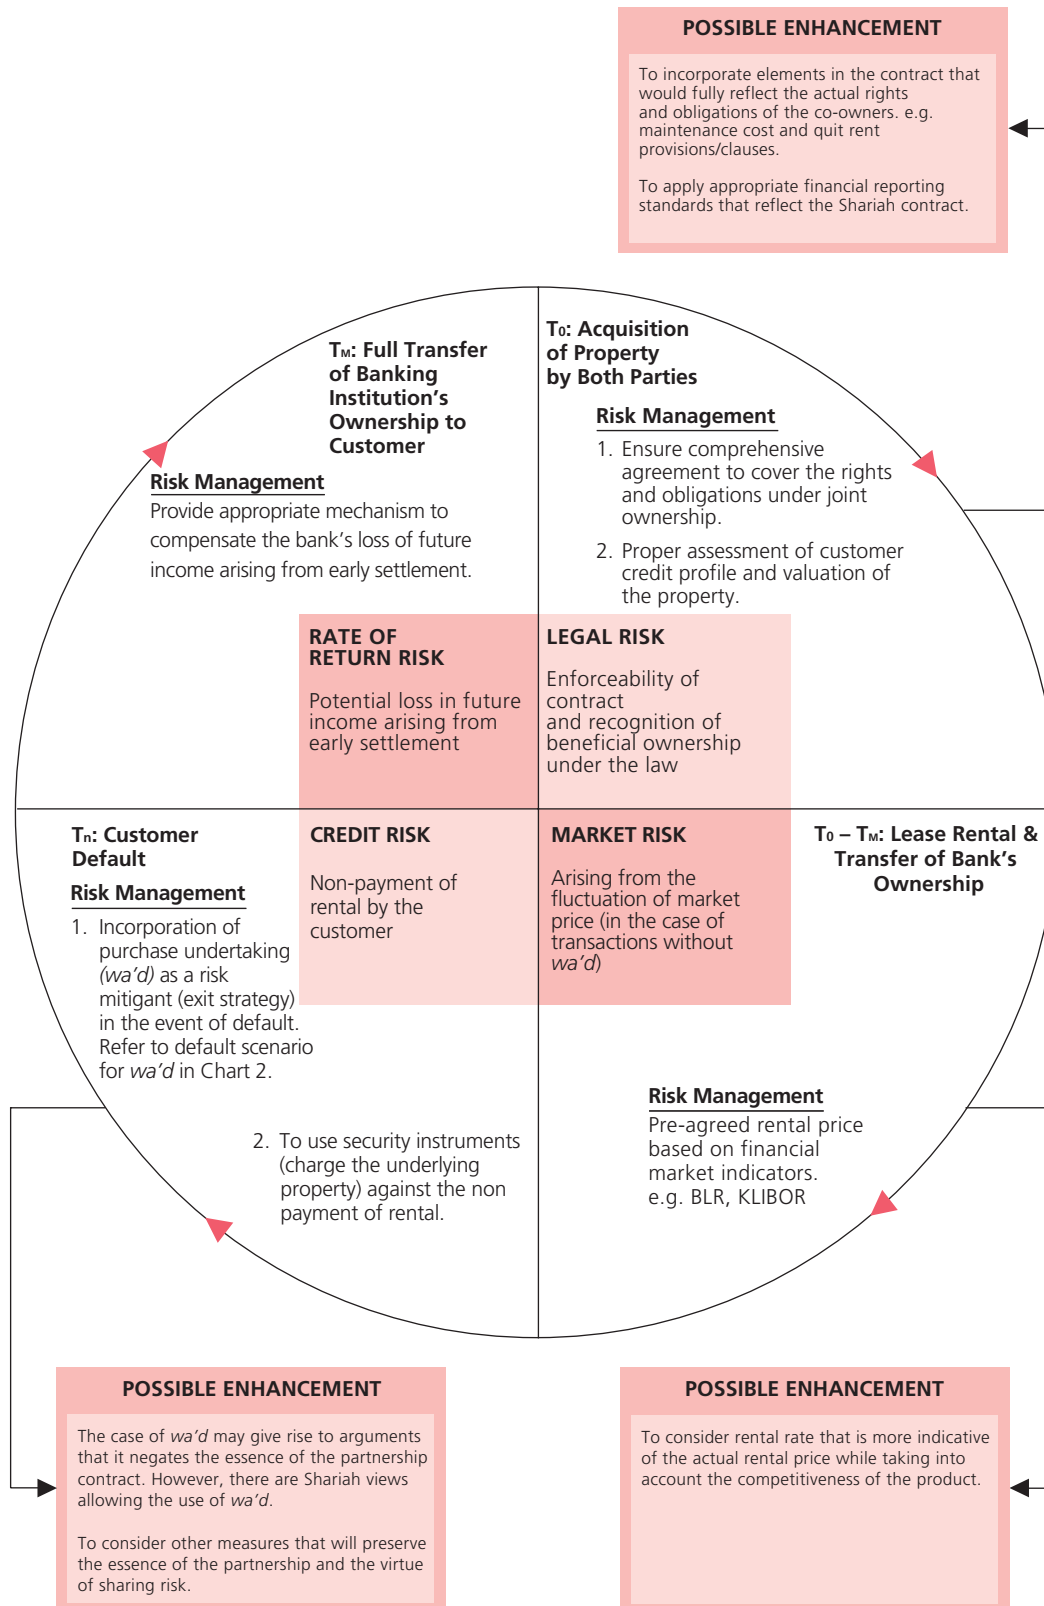 POSSIBLE ENHANCEMENT
To incorporate elements in the contract that
would fully reflect the actual rights
and obligations of the co-owners. e.g.
maintenance cost and quit rent
provisions/clauses.
To apply appropriate financial reporting
standards that reflect the Shariah contract.
TM: Full Transfer
of Banking
Institution's
Ownership to
Customer
Risk Management
Provide appropriate mechanism to
compensate the bank's loss of future
income arising from early settlement.
T0: Acquisition
of Property
by Both Parties
Risk Management
1. Ensure comprehensive
agreement to cover the rights
and obligations under joint
ownership.
2. Proper assessment of customer
credit profile and valuation of
the property.
RATE OF
RETURN RISK
Potential loss in future
income arising from
early settlement
LEGAL RISK
Enforceability of
contract
and recognition of
beneficial ownership
under the law
Tn: Customer
Default
Risk Management
1. Incorporation of
purchase undertaking
(wa'd) as a risk
mitigant (exit strategy)
in the event of default.
Refer to default scenario
for wa'd in Chart 2.
2. To use security instruments
(charge the underlying
property) against the non
payment of rental.
CREDIT RISK
Non-payment of
rental by the
customer
MARKET RISK
Arising from the
fluctuation of market
price (in the case of
transactions without
wa'd)
T0 – TM: Lease Rental &
Transfer of Bank's
Ownership
Risk Management
Pre-agreed rental price
based on financial
market indicators.
e.g. BLR, KLIBOR
POSSIBLE ENHANCEMENT
The case of wa'd may give rise to arguments
that it negates the essence of the partnership
contract. However, there are Shariah views
allowing the use of wa'd.
To consider other measures that will preserve
the essence of the partnership and the virtue
of sharing risk.
POSSIBLE ENHANCEMENT
To consider rental rate that is more indicative
of the actual rental price while taking into
account the competitiveness of the product.